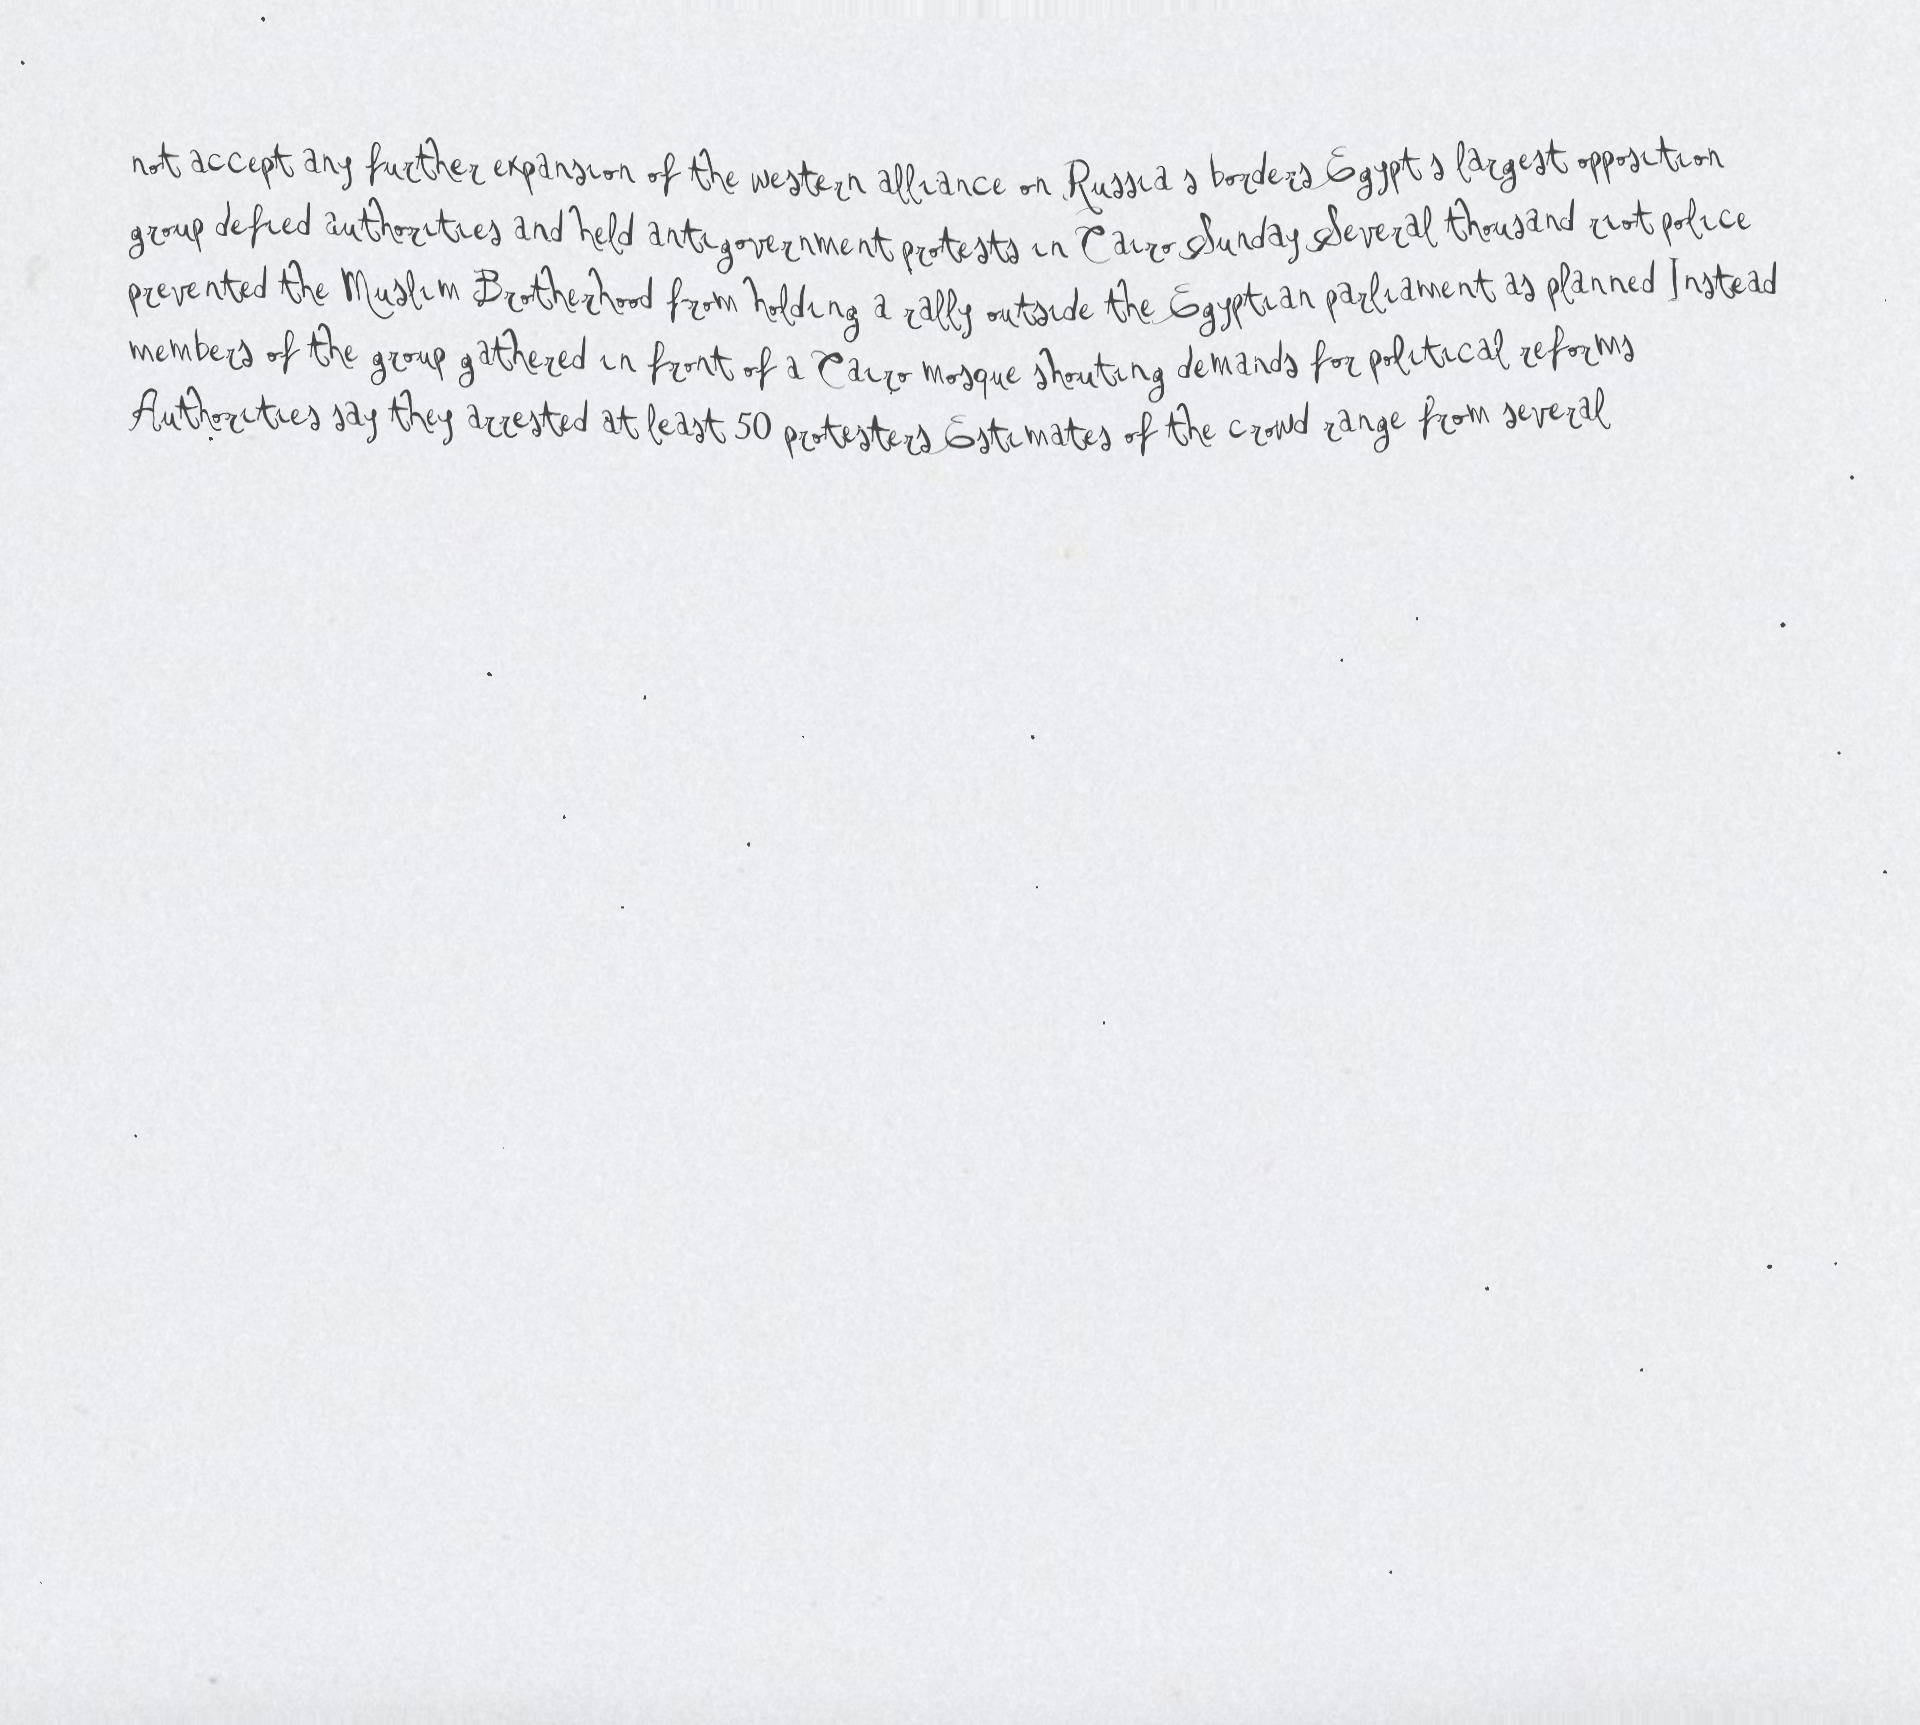 not accept any further expansion of the western alliance on Russia s borders Egypt s largest opposition
group defied authorities and held antigovernment protests in Cairo Sunday Several thousand riot police
prevented the Muslim Brotherhood from holding a rally outside the Egyptian parliament as planned Instead
members of the group gathered in front of a Cairo mosque shouting demands for political reforms
Authorities say they arrested at least 50 protesters Estimates of the crowd range from several